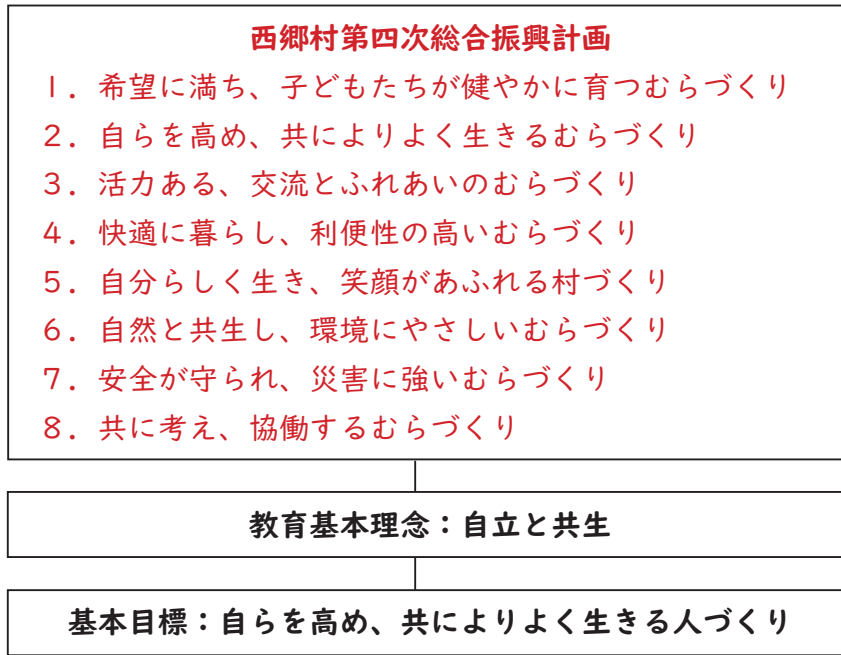 西郷村第四次総合振興計画
1．希望に満ち、子どもたちが健やかに育つむらづくり
2．自らを高め、共によりよく生きるむらづくり
3．活力ある、交流とふれあいのむらづくり
4．快適に暮らし、利便性の高いむらづくり
5．自分らしく生き、笑顔があふれる村づくり
6．自然と共生し、環境にやさしいむらづくり
7．安全が守られ、災害に強いむらづくり
8．共に考え、協働するむらづくり
教育基本理念：自立と共生
基本目標：自らを高め、共によりよく生きる人づくり